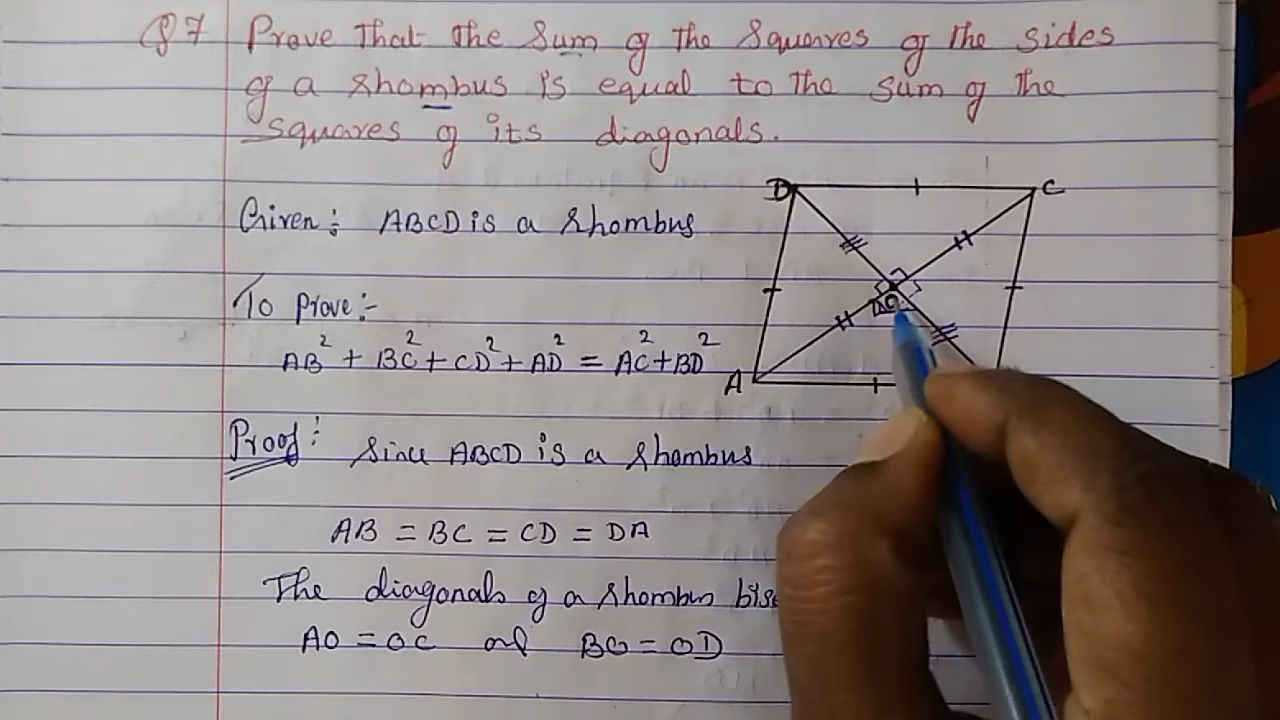 Q7 Prove that the Sum of the squares of the sides
of a rhombus is equal to the sum of the
squares of its diagonals.
D C
Given: ABCD is a rhombus
To Prove:-
AB² + BC² + CD² + AD² = AC² + BD²
A
Proof: Since ABCD is a rhombus
AB = BC = CD = DA
The diagonals of a rhombus
AO = OC and BO = OD